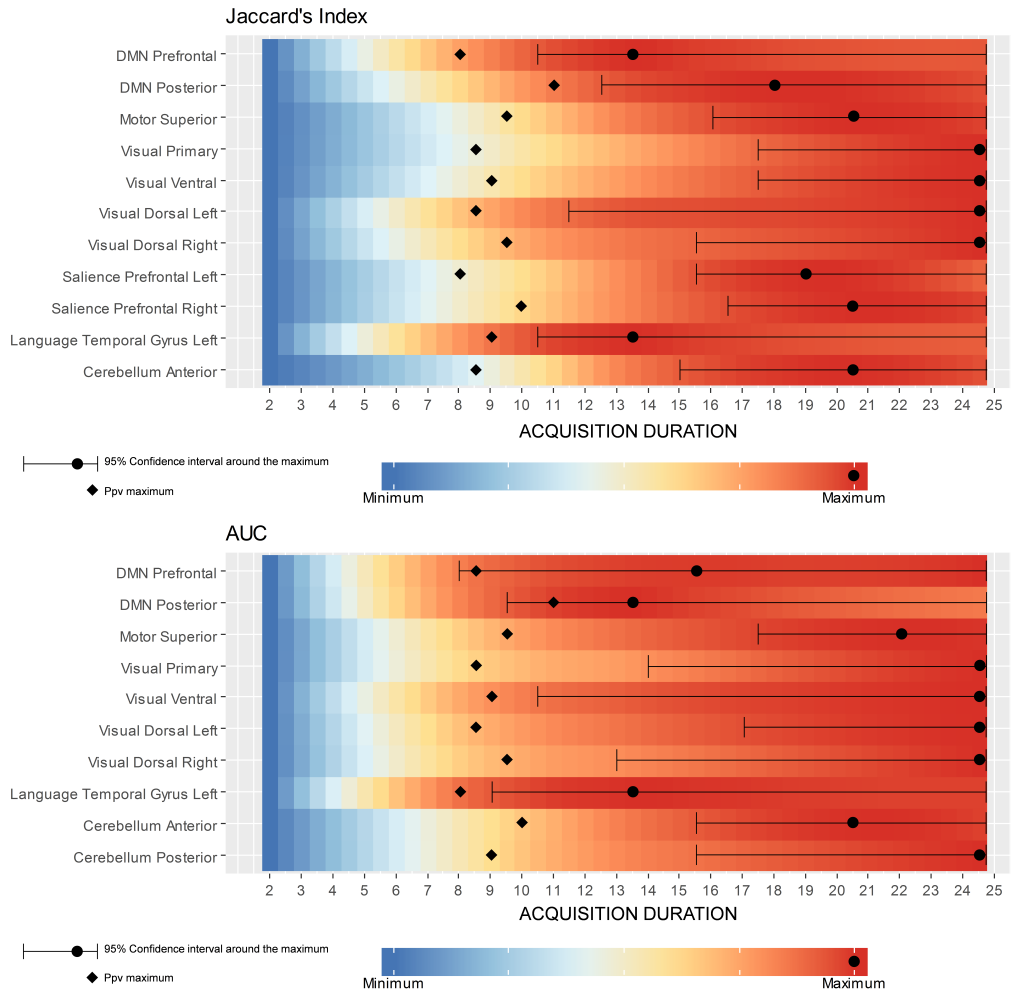 Jaccard's Index
DMN Prefrontal
DMN Posterior
Motor Superior
Visual Primary
Visual Ventral
Visual Dorsal Left
Visual Dorsal Right
Salience Prefrontal Left
Salience Prefrontal Right
Language Temporal Gyrus Left
Cerebellum Anterior
2 3 4 5 6 7 8 9 10 11 12 13 14 15 16 17 18 19 20 21 22 23 24 25
ACQUISITION DURATION
95% Confidence interval around the maximum
Ppv maximum
Minimum Maximum
AUC
DMN Prefrontal
DMN Posterior
Motor Superior
Visual Primary
Visual Ventral
Visual Dorsal Left
Visual Dorsal Right
Language Temporal Gyrus Left
Cerebellum Anterior
Cerebellum Posterior
2 3 4 5 6 7 8 9 10 11 12 13 14 15 16 17 18 19 20 21 22 23 24 25
ACQUISITION DURATION
95% Confidence interval around the maximum
Ppv maximum
Minimum Maximum